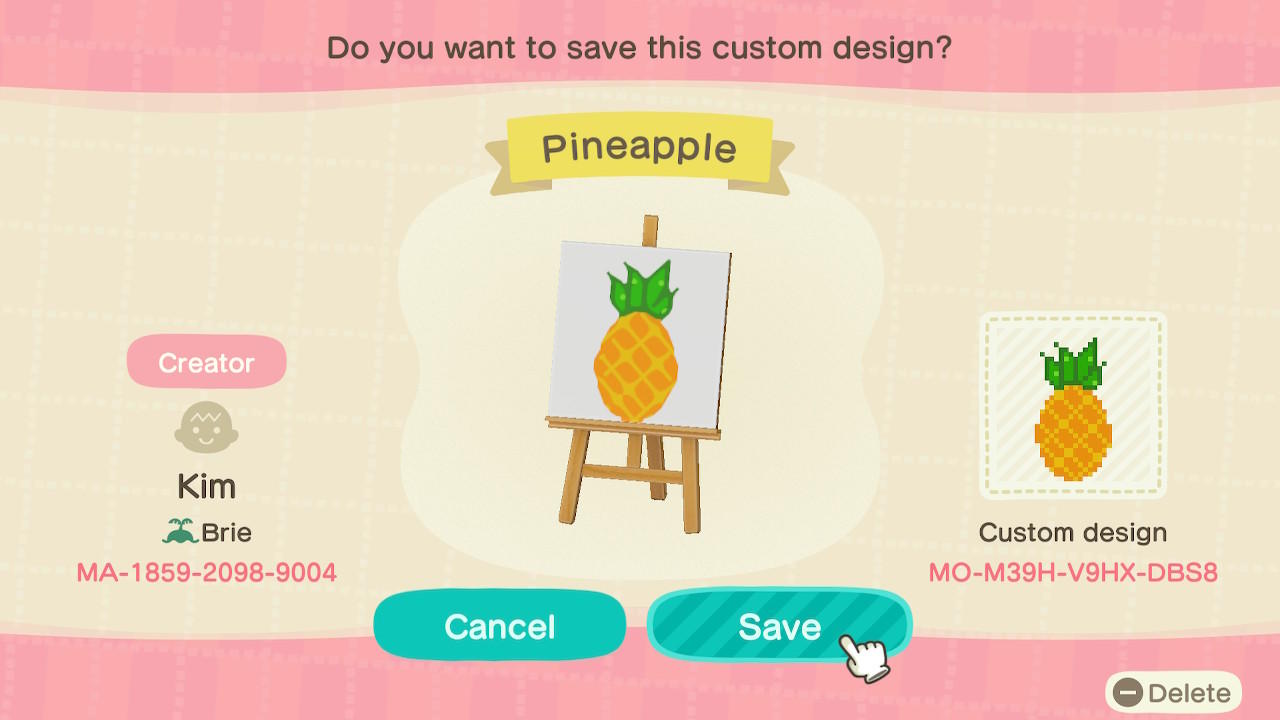 Do you want to save this custom design?
Pineapple
Creator
Kim
Brie
MA-1859-2098-9004
Custom design
MO-M39H-V9HX-DBS8
Cancel
Save
Delete